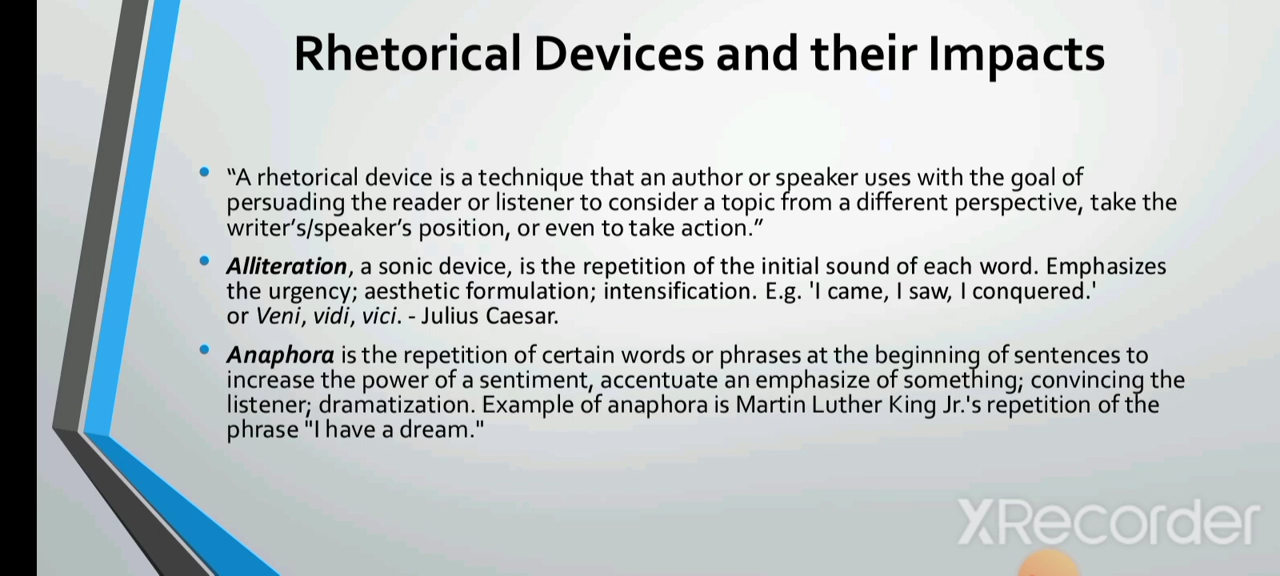 Rhetorical Devices and their Impacts
• “A rhetorical device is a technique that an author or speaker uses with the goal of
persuading the reader or listener to consider a topic from a different perspective, take the
writer’s/speaker’s position, or even to take action.”
• Alliteration, a sonic device, is the repetition of the initial sound of each word. Emphasizes
the urgency; aesthetic formulation; intensification. E.g. 'I came, I saw, I conquered.'
or Veni, vidi, vici. - Julius Caesar.
• Anaphora is the repetition of certain words or phrases at the beginning of sentences to
increase the power of a sentiment, accentuate an emphasize of something; convincing the
listener; dramatization. Example of anaphora is Martin Luther King Jr.'s repetition of the
phrase "I have a dream."
XRecorder